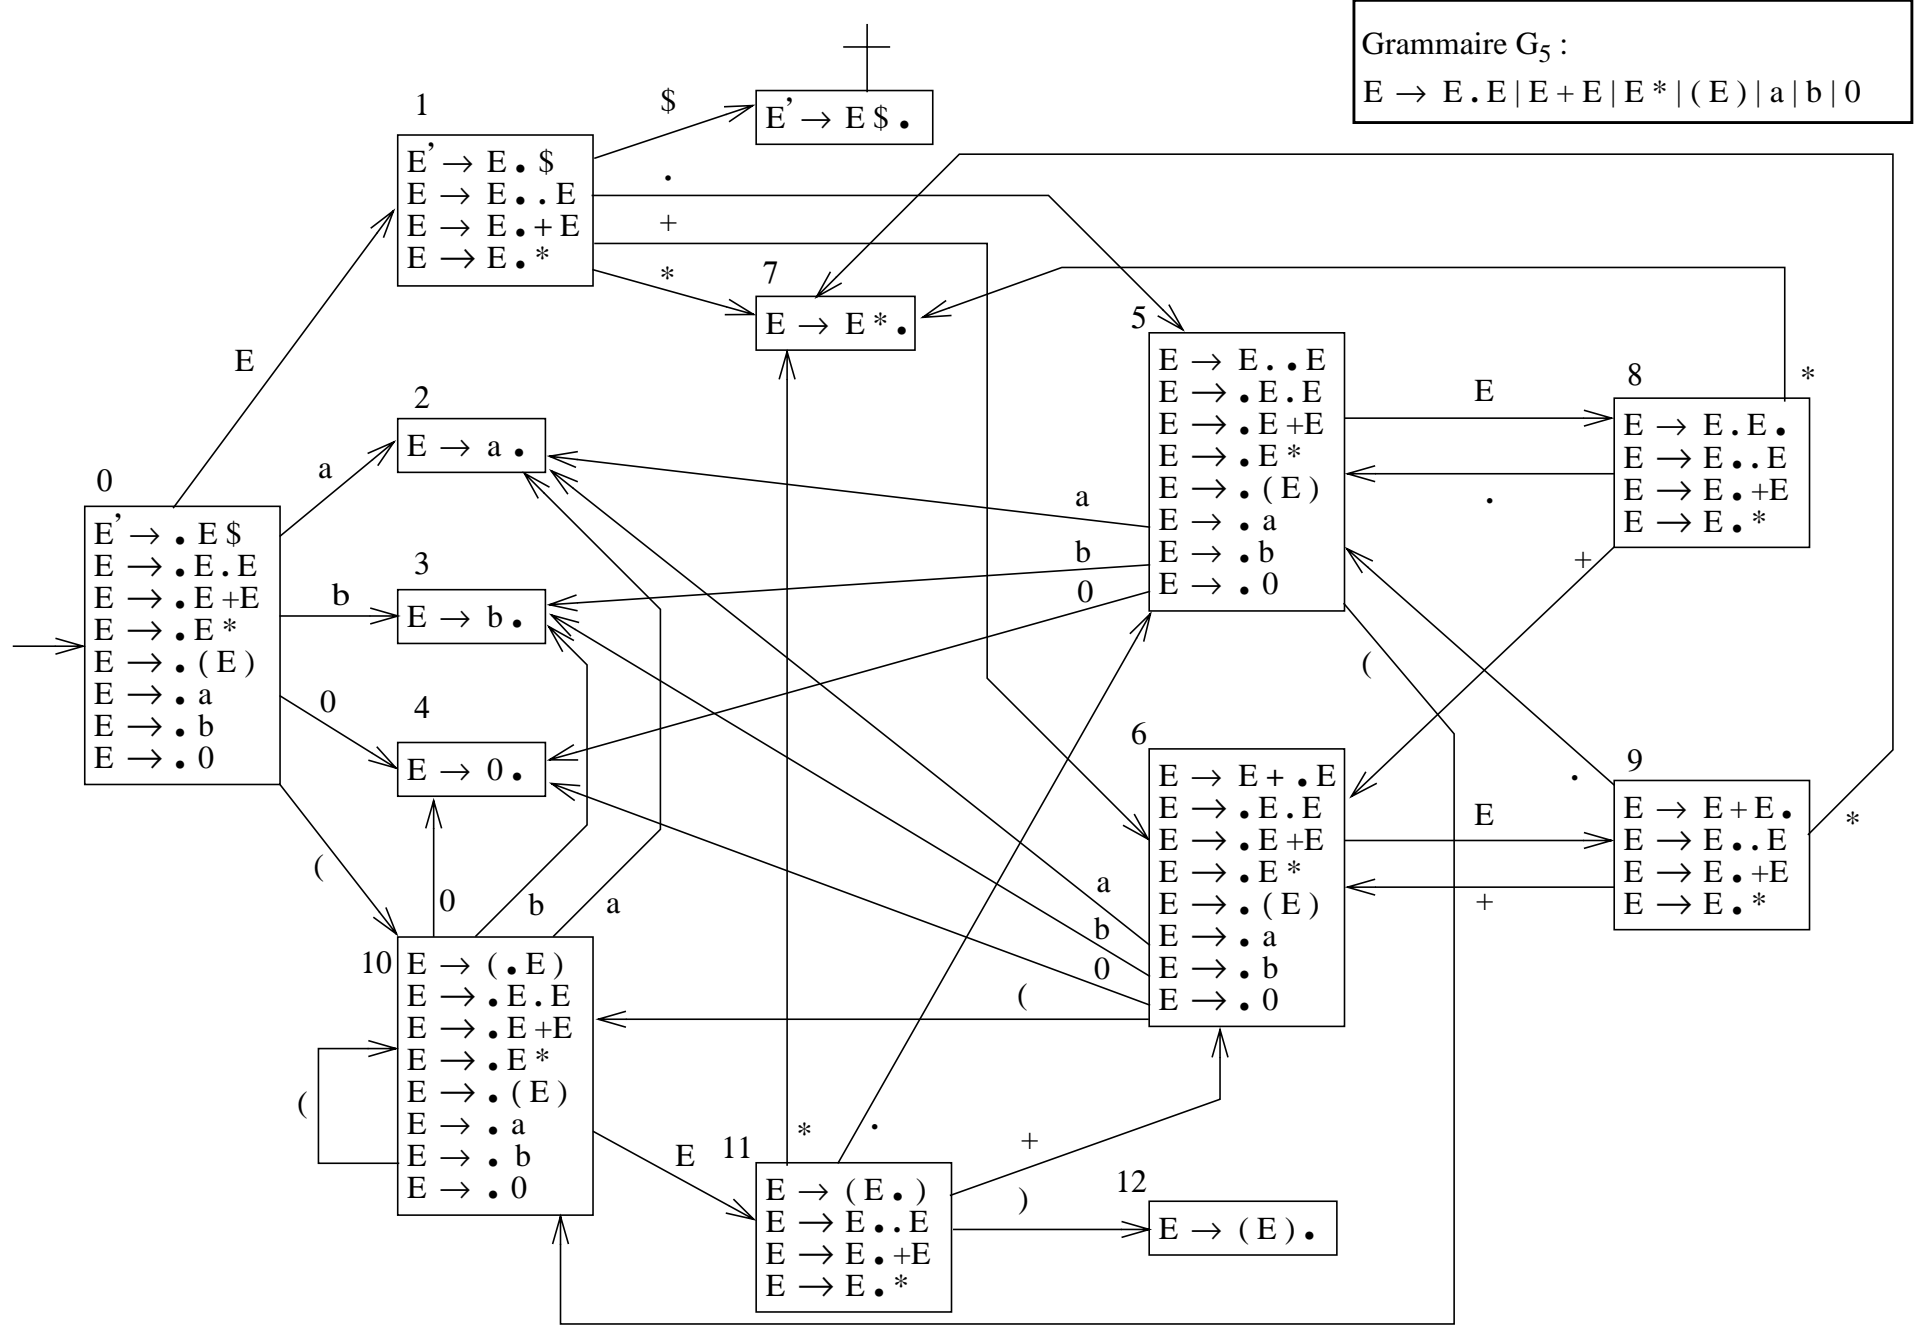 Grammaire G5 :
E → E . E | E + E | E * | ( E ) | a | b | 0
1
$
E’ → E $ •
E’ → E • $
E → E • . E
E → E • + E
E → E • *
.
+
*
7
E → E * •
E
2
E → a •
a
3
E → b •
b
4
E → 0 •
0
0
E’ → • E $
E → • E . E
E → • E + E
E → • E *
E → • ( E )
E → • a
E → • b
E → • 0
(
5
E → E . • E
E → • E . E
E → • E + E
E → • E *
E → • ( E )
E → • a
E → • b
E → • 0
a
b
0
(
E
.
8
E → E . E •
E → E • . E
E → E • + E
E → E • *
*
+
6
E → E + • E
E → • E . E
E → • E + E
E → • E *
E → • ( E )
E → • a
E → • b
E → • 0
a
b
0
(
E
+
9
E → E + E •
E → E • . E
E → E • + E
E → E • *
.
*
0
b
a
10
E → ( • E )
E → • E . E
E → • E + E
E → • E *
E → • ( E )
E → • a
E → • b
E → • 0
(
E
11
E → ( E • )
E → E • . E
E → E • + E
E → E • *
*
.
+
)
12
E → ( E ) •